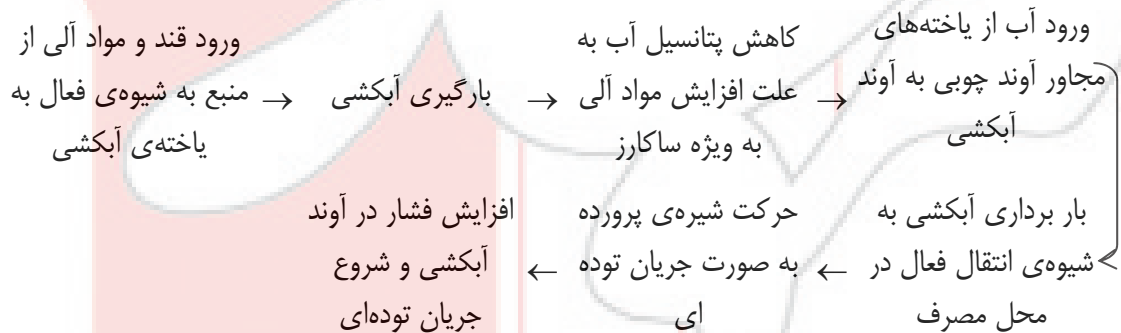 ورود قند و مواد آلی از
منبع به شیوه‌ی فعال به
یاخته‌ی آبکشی
→
بارگیری آبکشی
→
کاهش پتانسیل آب به
علت افزایش مواد آلی
به ویژه ساکارز
→
ورود آب از یاخته‌های
مجاور آوند چوبی به آوند
آبکشی
افزایش فشار در آوند
آبکشی و شروع
جریان توده‌ای
←
حرکت شیره‌ی پرورده
به صورت جریان توده
ای
←
بار برداری آبکشی به
شیوه‌ی انتقال فعال در
محل مصرف